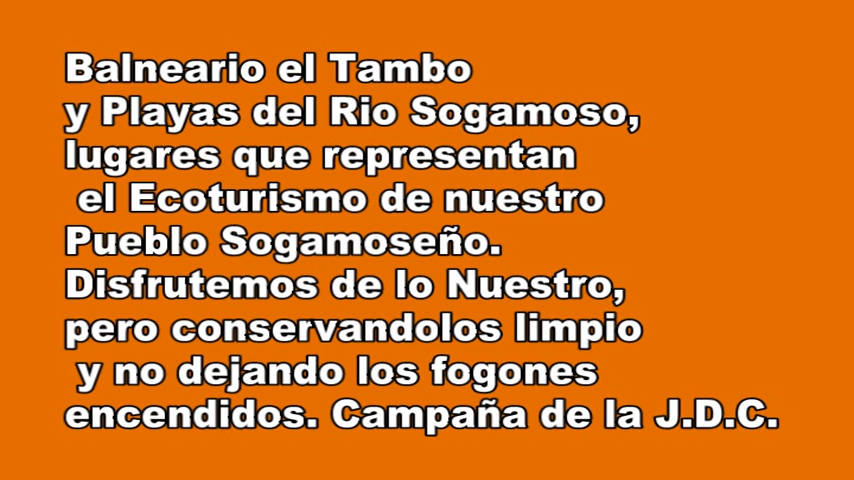 Balneario el Tambo
y Playas del Rio Sogamoso,
lugares que representan
el Ecoturismo de nuestro
Pueblo Sogamoseño.
Disfrutemos de lo Nuestro,
pero conservandolos limpio
y no dejando los fogones
encendidos. Campaña de la J.D.C.